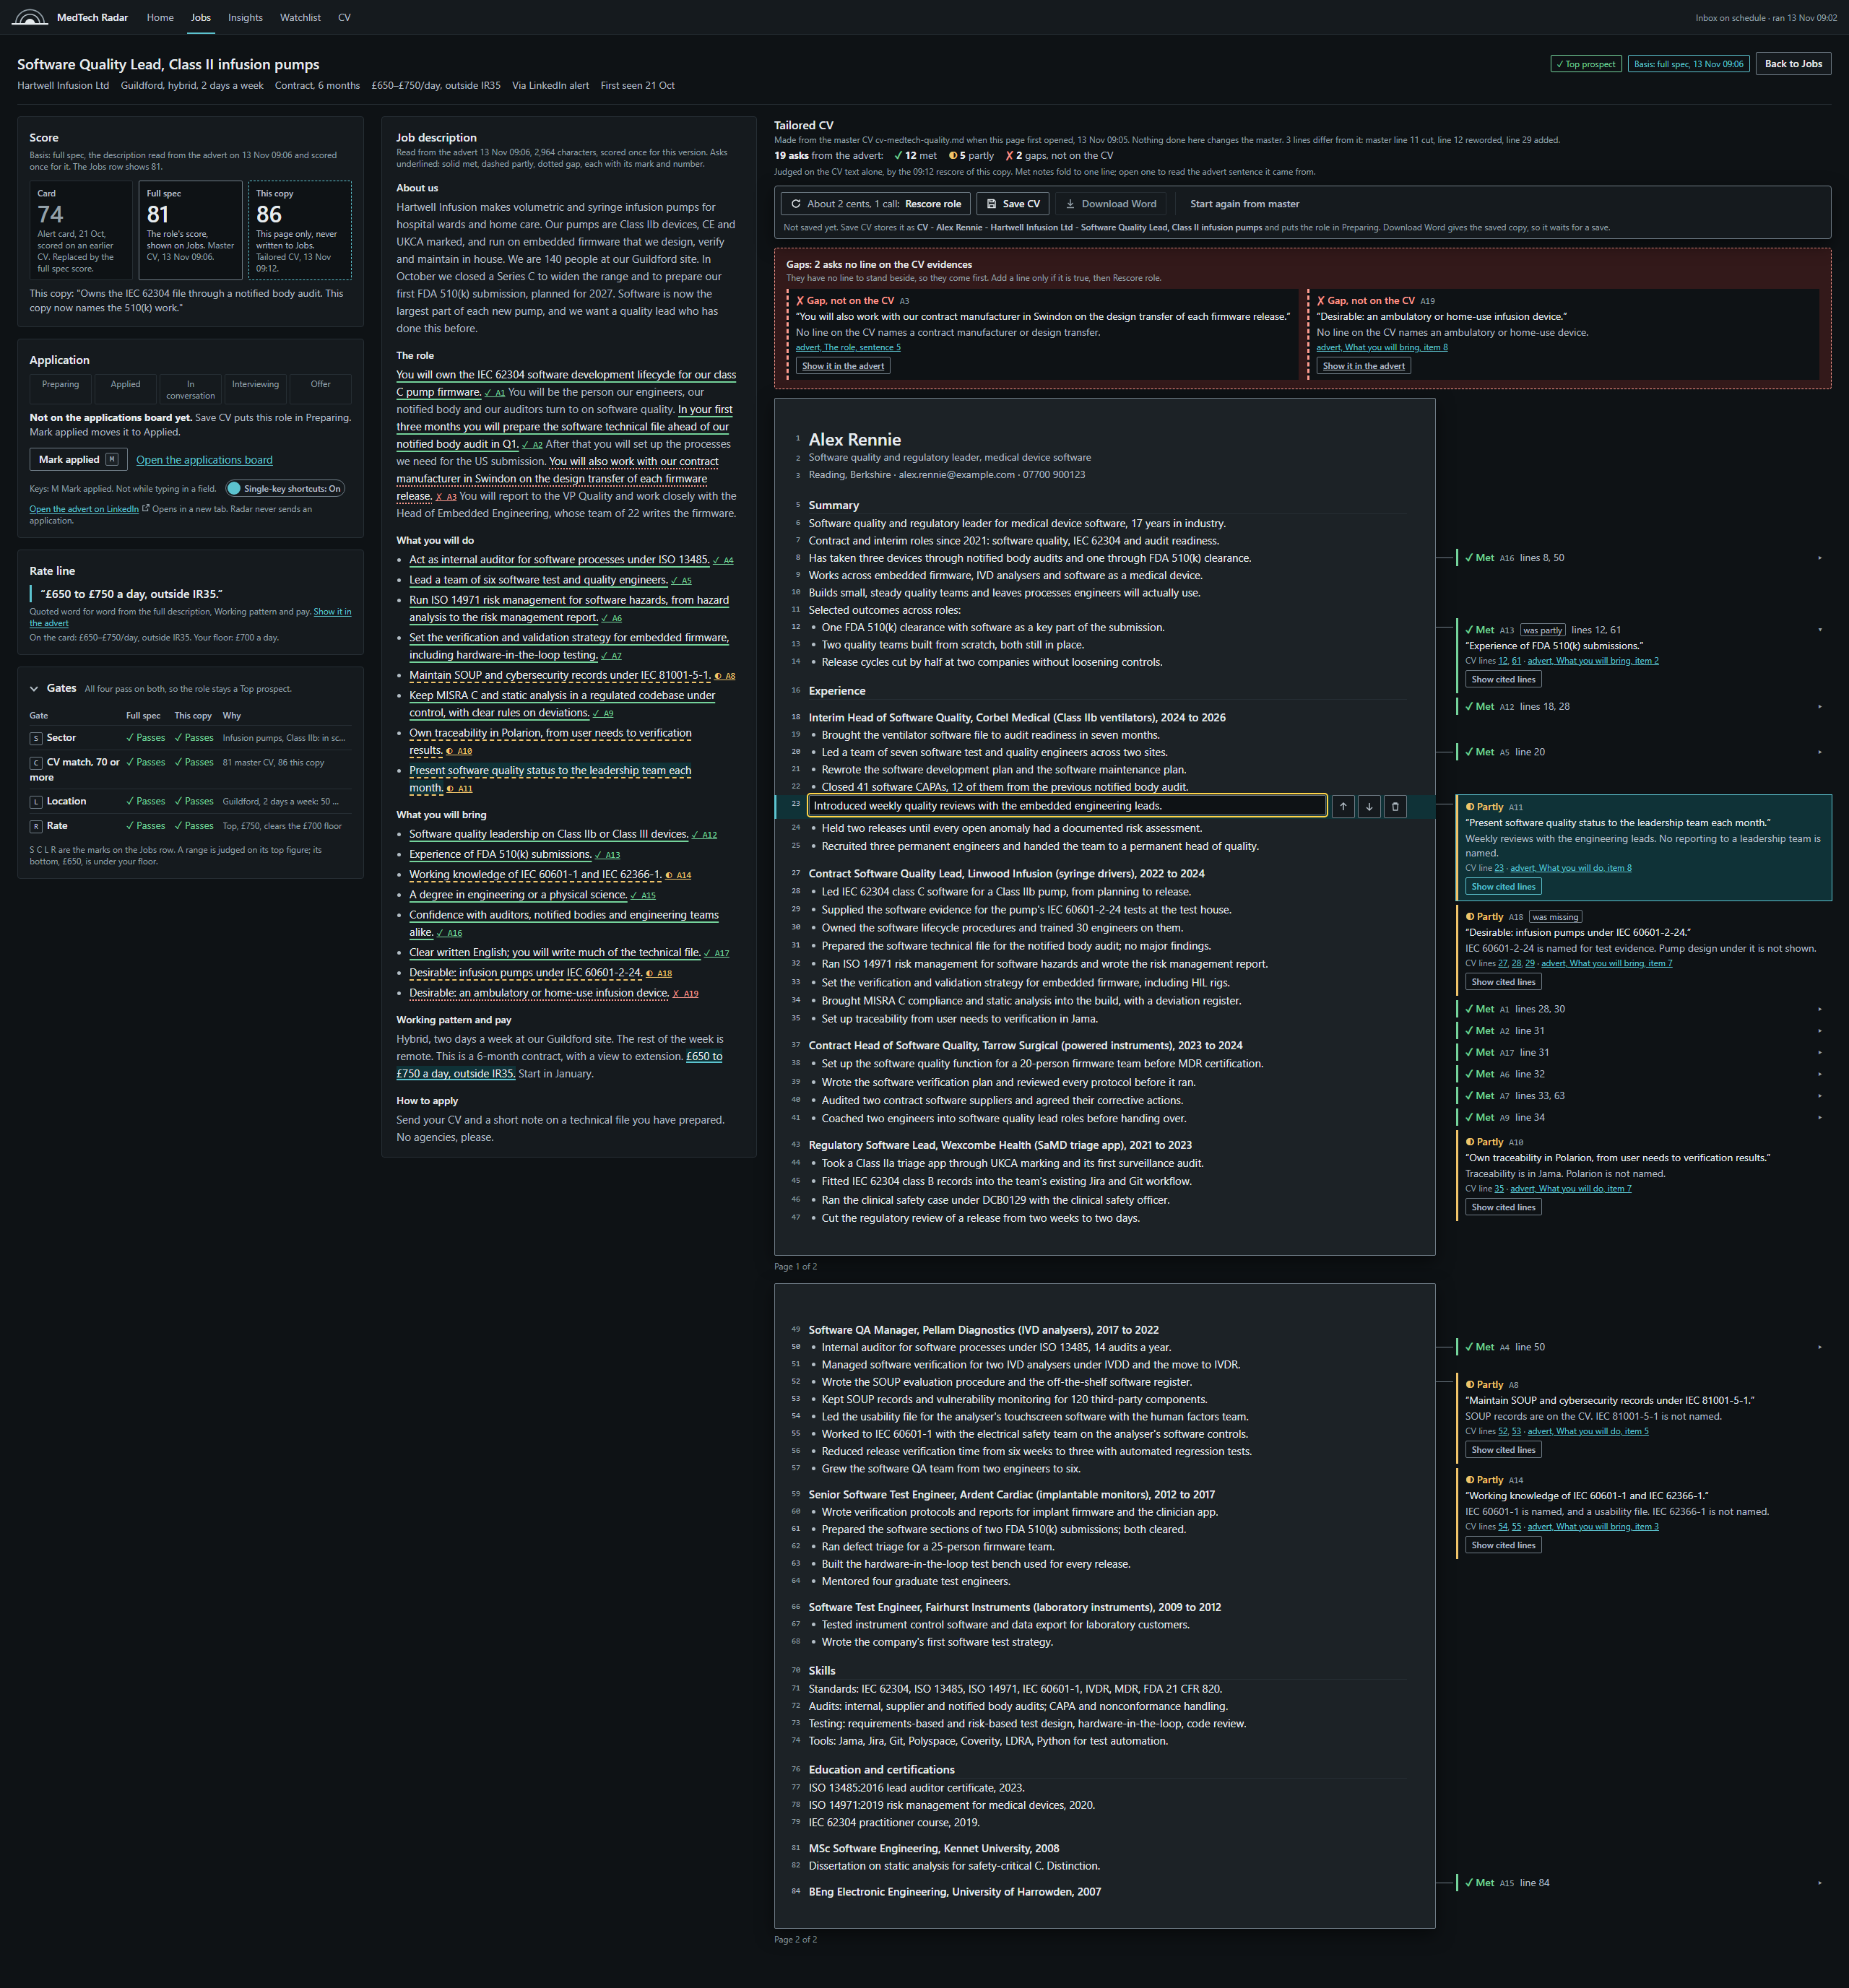 MedTech Radar
Home
Jobs
Insights
Watchlist
CV
Inbox on schedule · ran 13 Nov 09:02
Software Quality Lead, Class II infusion pumps
Hartwell Infusion Ltd Guildford, hybrid, 2 days a week Contract, 6 months £650–£750/day, outside IR35 Via LinkedIn alert First seen 21 Oct
✓ Top prospect
Basis: full spec, 13 Nov 09:06
Back to Jobs
Score
Basis: full spec, the description read from the advert on 13 Nov 09:06 and scored
once for it. The Jobs row shows 81.
Card
74
Alert card, 21 Oct,
scored on an earlier
CV. Replaced by the
full spec score.
Full spec
81
The role's score,
shown on Jobs. Master
CV, 13 Nov 09:06.
This copy
86
This page only, never
written to Jobs.
Tailored CV, 13 Nov
09:12.
This copy: "Owns the IEC 62304 file through a notified body audit. This
copy now names the 510(k) work."
Application
Preparing
Applied
In
conversation
Interviewing
Offer
Not on the applications board yet. Save CV puts this role in Preparing.
Mark applied moves it to Applied.
Mark applied M
Open the applications board
Keys: M Mark applied. Not while typing in a field.
Single-key shortcuts: On
Open the advert on LinkedIn Opens in a new tab. Radar never sends an
application.
Rate line
"£650 to £750 a day, outside IR35."
Quoted word for word from the full description, Working pattern and pay. Show it in
the advert
On the card: £650–£750/day, outside IR35. Your floor: £700 a day.
Gates All four pass on both, so the role stays a Top prospect.
Gate Full spec This copy Why
S Sector ✓ Passes ✓ Passes Infusion pumps, Class IIb: in sc...
C CV match, 70 or
more
✓ Passes ✓ Passes 81 master CV, 86 this copy
L Location ✓ Passes ✓ Passes Guildford, 2 days a week: 50 ...
R Rate ✓ Passes ✓ Passes Top, £750, clears the £700 floor
S C L R are the marks on the Jobs row. A range is judged on its top figure; its
bottom, £650, is under your floor.
Job description
Read from the advert 13 Nov 09:06, 2,964 characters, scored once for this version. Asks
underlined: solid met, dashed partly, dotted gap, each with its mark and number.
About us
Hartwell Infusion makes volumetric and syringe infusion pumps for
hospital wards and home care. Our pumps are Class IIb devices, CE and
UKCA marked, and run on embedded firmware that we design, verify
and maintain in house. We are 140 people at our Guildford site. In
October we closed a Series C to widen the range and to prepare our
first FDA 510(k) submission, planned for 2027. Software is now the
largest part of each new pump, and we want a quality lead who has
done this before.
The role
You will own the IEC 62304 software development lifecycle for our class
C pump firmware. ✓ A1 You will be the person our engineers, our
notified body and our auditors turn to on software quality. In your first
three months you will prepare the software technical file ahead of our
notified body audit in Q1. ✓ A2 After that you will set up the processes
we need for the US submission. You will also work with our contract
manufacturer in Swindon on the design transfer of each firmware
release. ✗ A3 You will report to the VP Quality and work closely with the
Head of Embedded Engineering, whose team of 22 writes the firmware.
What you will do
• Act as internal auditor for software processes under ISO 13485. ✓ A4
• Lead a team of six software test and quality engineers. ✓ A5
• Run ISO 14971 risk management for software hazards, from hazard
analysis to the risk management report. ✓ A6
• Set the verification and validation strategy for embedded firmware,
including hardware-in-the-loop testing. ✓ A7
• Maintain SOUP and cybersecurity records under IEC 81001-5-1. ◐ A8
• Keep MISRA C and static analysis in a regulated codebase under
control, with clear rules on deviations. ✓ A9
• Own traceability in Polarion, from user needs to verification
results. ◐ A10
• Present software quality status to the leadership team each
month. ◐ A11
What you will bring
• Software quality leadership on Class IIb or Class III devices. ✓ A12
• Experience of FDA 510(k) submissions. ✓ A13
• Working knowledge of IEC 60601-1 and IEC 62366-1. ◐ A14
• A degree in engineering or a physical science. ✓ A15
• Confidence with auditors, notified bodies and engineering teams
alike. ✓ A16
• Clear written English; you will write much of the technical file. ✓ A17
• Desirable: infusion pumps under IEC 60601-2-24. ◐ A18
• Desirable: an ambulatory or home-use infusion device. ✗ A19
Working pattern and pay
Hybrid, two days a week at our Guildford site. The rest of the week is
remote. This is a 6-month contract, with a view to extension. £650 to
£750 a day, outside IR35. Start in January.
How to apply
Send your CV and a short note on a technical file you have prepared.
No agencies, please.
Tailored CV
Made from the master CV cv-medtech-quality.md when this page first opened, 13 Nov 09:05. Nothing done here changes the master. 3 lines differ from it: master line 11 cut, line 12 reworded, line 29 added.
19 asks from the advert: ✓ 12 met ◐ 5 partly ✗ 2 gaps, not on the CV
Judged on the CV text alone, by the 09:12 rescore of this copy. Met notes fold to one line; open one to read the advert sentence it came from.
About 2 cents, 1 call: Rescore role
Save CV
Download Word
Start again from master
Not saved yet. Save CV stores it as CV - Alex Rennie - Hartwell Infusion Ltd - Software Quality Lead, Class II infusion pumps and puts the role in Preparing. Download Word gives the saved copy, so it waits for a save.
Gaps: 2 asks no line on the CV evidences
They have no line to stand beside, so they come first. Add a line only if it is true, then Rescore role.
✗ Gap, not on the CV A3
"You will also work with our contract manufacturer in Swindon on the design transfer of each firmware release."
No line on the CV names a contract manufacturer or design transfer.
advert, The role, sentence 5
Show it in the advert
✗ Gap, not on the CV A19
"Desirable: an ambulatory or home-use infusion device."
No line on the CV names an ambulatory or home-use device.
advert, What you will bring, item 8
Show it in the advert
1 Alex Rennie
2 Software quality and regulatory leader, medical device software
3 Reading, Berkshire · alex.rennie@example.com · 07700 900123
5 Summary
6 Software quality and regulatory leader for medical device software, 17 years in industry.
7 Contract and interim roles since 2021: software quality, IEC 62304 and audit readiness.
8 Has taken three devices through notified body audits and one through FDA 510(k) clearance.
9 Works across embedded firmware, IVD analysers and software as a medical device.
10 Builds small, steady quality teams and leaves processes engineers will actually use.
11 Selected outcomes across roles:
12 • One FDA 510(k) clearance with software as a key part of the submission.
13 • Two quality teams built from scratch, both still in place.
14 • Release cycles cut by half at two companies without loosening controls.
16 Experience
18 Interim Head of Software Quality, Corbel Medical (Class IIb ventilators), 2024 to 2026
19 • Brought the ventilator software file to audit readiness in seven months.
20 • Led a team of seven software test and quality engineers across two sites.
21 • Rewrote the software development plan and the software maintenance plan.
22 • Closed 41 software CAPAs, 12 of them from the previous notified body audit.
23 Introduced weekly quality reviews with the embedded engineering leads.
24 • Held two releases until every open anomaly had a documented risk assessment.
25 • Recruited three permanent engineers and handed the team to a permanent head of quality.
27 Contract Software Quality Lead, Linwood Infusion (syringe drivers), 2022 to 2024
28 • Led IEC 62304 class C software for a Class IIb pump, from planning to release.
29 • Supplied the software evidence for the pump's IEC 60601-2-24 tests at the test house.
30 • Owned the software lifecycle procedures and trained 30 engineers on them.
31 • Prepared the software technical file for the notified body audit; no major findings.
32 • Ran ISO 14971 risk management for software hazards and wrote the risk management report.
33 • Set the verification and validation strategy for embedded firmware, including HIL rigs.
34 • Brought MISRA C compliance and static analysis into the build, with a deviation register.
35 • Set up traceability from user needs to verification in Jama.
37 Contract Head of Software Quality, Tarrow Surgical (powered instruments), 2023 to 2024
38 • Set up the software quality function for a 20-person firmware team before MDR certification.
39 • Wrote the software verification plan and reviewed every protocol before it ran.
40 • Audited two contract software suppliers and agreed their corrective actions.
41 • Coached two engineers into software quality lead roles before handing over.
43 Regulatory Software Lead, Wexcombe Health (SaMD triage app), 2021 to 2023
44 • Took a Class IIa triage app through UKCA marking and its first surveillance audit.
45 • Fitted IEC 62304 class B records into the team's existing Jira and Git workflow.
46 • Ran the clinical safety case under DCB0129 with the clinical safety officer.
47 • Cut the regulatory review of a release from two weeks to two days.
Page 1 of 2
✓ Met A16 lines 8, 50
✓ Met A13 was partly lines 12, 61
"Experience of FDA 510(k) submissions."
CV lines 12, 61 · advert, What you will bring, item 2
Show cited lines
✓ Met A12 lines 18, 28
✓ Met A5 line 20
◐ Partly A11
"Present software quality status to the leadership team each month."
Weekly reviews with the engineering leads. No reporting to a leadership team is
named.
CV line 23 · advert, What you will do, item 8
Show cited lines
◐ Partly A18 was missing
"Desirable: infusion pumps under IEC 60601-2-24."
IEC 60601-2-24 is named for test evidence. Pump design under it is not shown.
CV lines 27, 28, 29 · advert, What you will bring, item 7
Show cited lines
✓ Met A1 lines 28, 30
✓ Met A2 line 31
✓ Met A17 line 31
✓ Met A6 line 32
✓ Met A7 lines 33, 63
✓ Met A9 line 34
◐ Partly A10
"Own traceability in Polarion, from user needs to verification results."
Traceability is in Jama. Polarion is not named.
CV line 35 · advert, What you will do, item 7
Show cited lines
49 Software QA Manager, Pellam Diagnostics (IVD analysers), 2017 to 2022
50 • Internal auditor for software processes under ISO 13485, 14 audits a year.
51 • Managed software verification for two IVD analysers under IVDD and the move to IVDR.
52 • Wrote the SOUP evaluation procedure and the off-the-shelf software register.
53 • Kept SOUP records and vulnerability monitoring for 120 third-party components.
54 • Led the usability file for the analyser's touchscreen software with the human factors team.
55 • Worked to IEC 60601-1 with the electrical safety team on the analyser's software controls.
56 • Reduced release verification time from six weeks to three with automated regression tests.
57 • Grew the software QA team from two engineers to six.
59 Senior Software Test Engineer, Ardent Cardiac (implantable monitors), 2012 to 2017
60 • Wrote verification protocols and reports for implant firmware and the clinician app.
61 • Prepared the software sections of two FDA 510(k) submissions; both cleared.
62 • Ran defect triage for a 25-person firmware team.
63 • Built the hardware-in-the-loop test bench used for every release.
64 • Mentored four graduate test engineers.
66 Software Test Engineer, Fairhurst Instruments (laboratory instruments), 2009 to 2012
67 • Tested instrument control software and data export for laboratory customers.
68 • Wrote the company's first software test strategy.
70 Skills
71 Standards: IEC 62304, ISO 13485, ISO 14971, IEC 60601-1, IVDR, MDR, FDA 21 CFR 820.
72 Audits: internal, supplier and notified body audits; CAPA and nonconformance handling.
73 Testing: requirements-based and risk-based test design, hardware-in-the-loop, code review.
74 Tools: Jama, Jira, Git, Polyspace, Coverity, LDRA, Python for test automation.
76 Education and certifications
77 ISO 13485:2016 lead auditor certificate, 2023.
78 ISO 14971:2019 risk management for medical devices, 2020.
79 IEC 62304 practitioner course, 2019.
81 MSc Software Engineering, Kennet University, 2008
82 Dissertation on static analysis for safety-critical C. Distinction.
84 BEng Electronic Engineering, University of Harrowden, 2007
Page 2 of 2
✓ Met A4 line 50
◐ Partly A8
"Maintain SOUP and cybersecurity records under IEC 81001-5-1."
SOUP records are on the CV. IEC 81001-5-1 is not named.
CV lines 52, 53 · advert, What you will do, item 5
Show cited lines
◐ Partly A14
"Working knowledge of IEC 60601-1 and IEC 62366-1."
IEC 60601-1 is named, and a usability file. IEC 62366-1 is not named.
CV lines 54, 55 · advert, What you will bring, item 3
Show cited lines
✓ Met A15 line 84